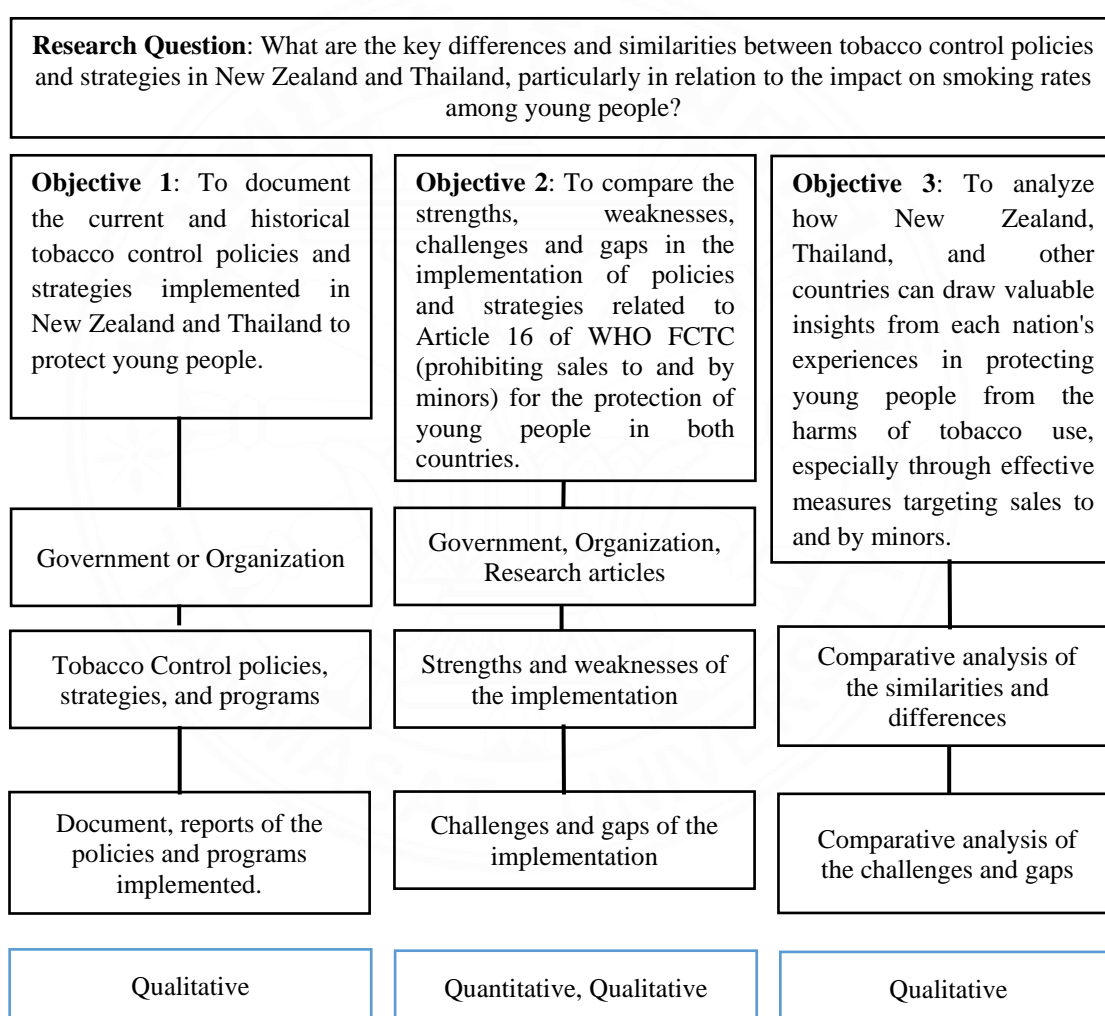 Research Question: What are the key differences and similarities between tobacco control policies
and strategies in New Zealand and Thailand, particularly in relation to the impact on smoking rates
among young people?
Objective 1: To document
the current and historical
tobacco control policies and
strategies implemented in
New Zealand and Thailand to
protect young people.
Objective 2: To compare the
strengths, weaknesses,
challenges and gaps in the
implementation of policies
and strategies related to
Article 16 of WHO FCTC
(prohibiting sales to and by
minors) for the protection of
young people in both
countries.
Objective 3: To analyze
how New Zealand,
Thailand, and other
countries can draw valuable
insights from each nation's
experiences in protecting
young people from the
harms of tobacco use,
especially through effective
measures targeting sales to
and by minors.
Government or Organization
Government, Organization,
Research articles
Tobacco Control policies,
strategies, and programs
Strengths and weaknesses of
the implementation
Comparative analysis of
the similarities and
differences
Document, reports of the
policies and programs
implemented.
Challenges and gaps of the
implementation
Comparative analysis of
the challenges and gaps
Qualitative
Quantitative, Qualitative
Qualitative